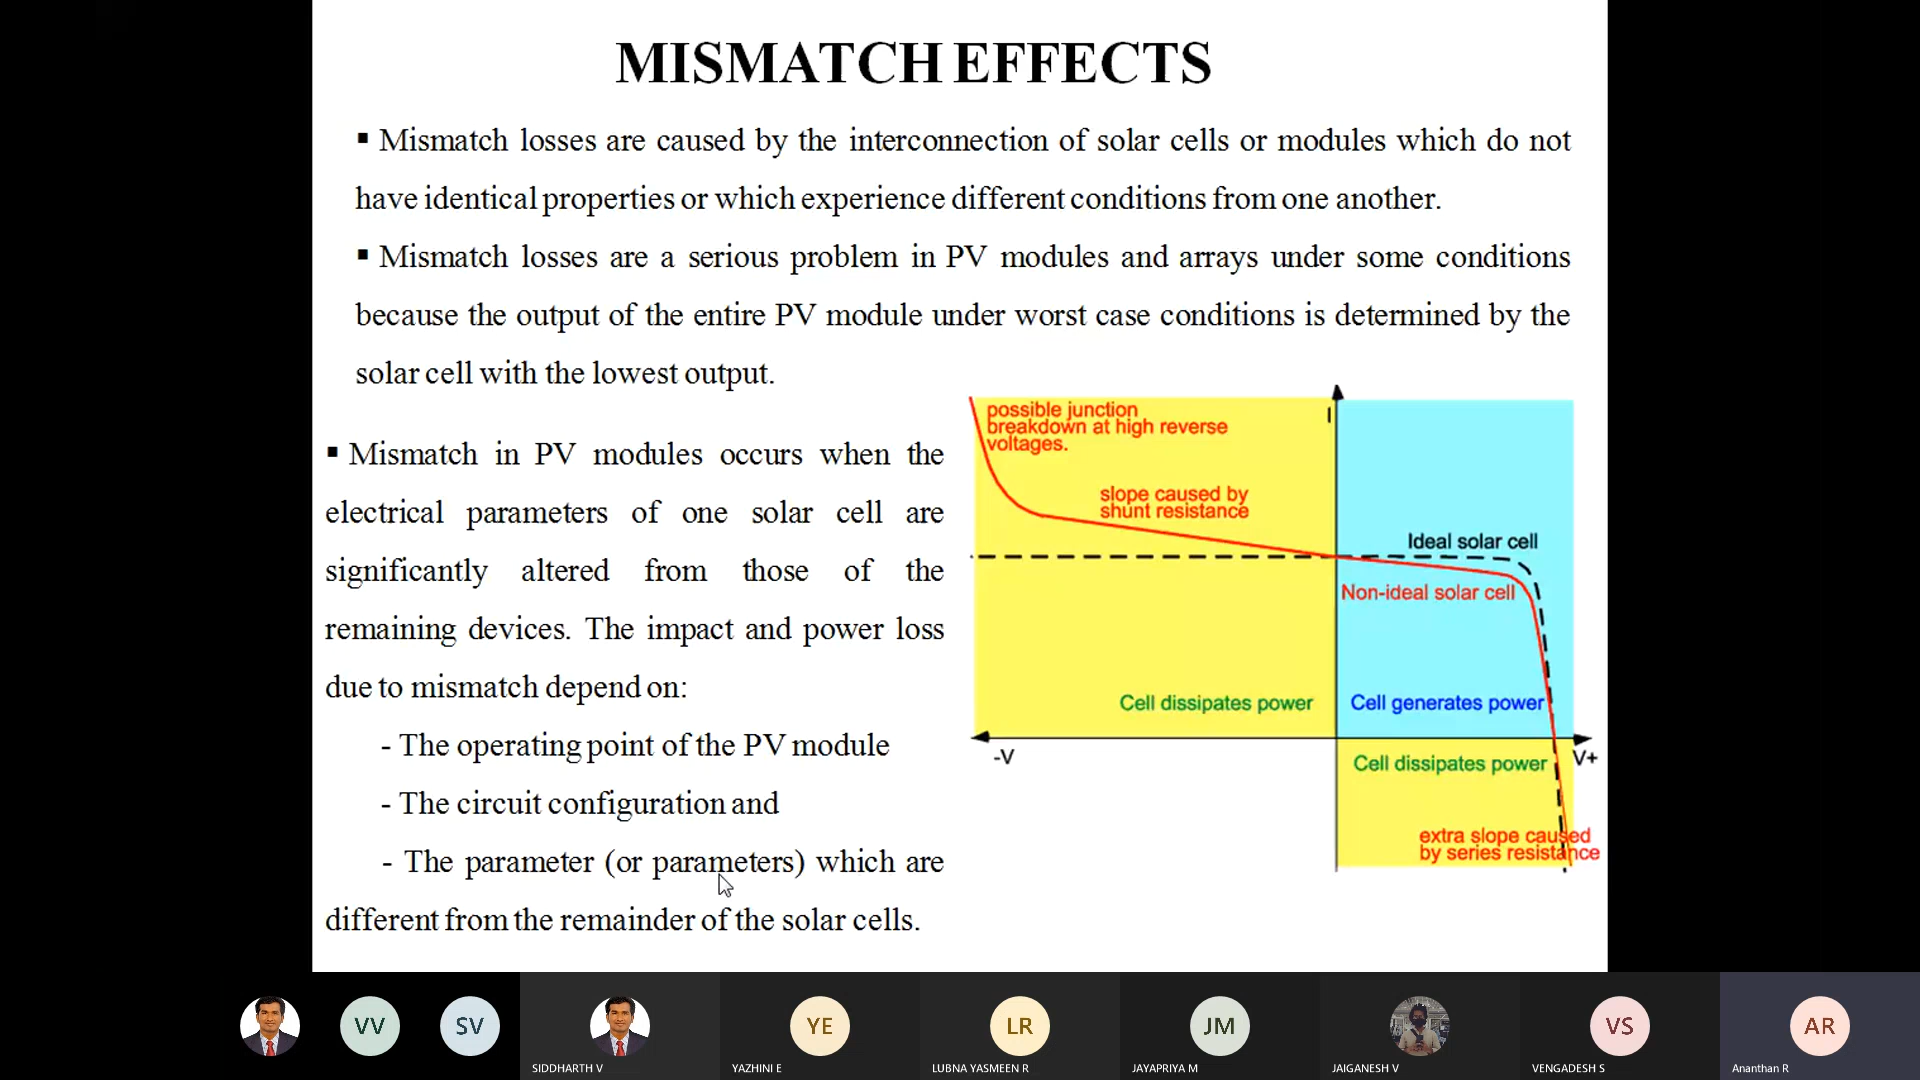 MISMATCH EFFECTS
▪ Mismatch losses are caused by the interconnection of solar cells or modules which do not
have identical properties or which experience different conditions from one another.
▪ Mismatch losses are a serious problem in PV modules and arrays under some conditions
because the output of the entire PV module under worst case conditions is determined by the
solar cell with the lowest output.
▪ Mismatch in PV modules occurs when the
electrical parameters of one solar cell are
significantly altered from those of the
remaining devices. The impact and power loss
due to mismatch depend on:
- The operating point of the PV module
- The circuit configuration and
- The parameter (or parameters) which are
different from the remainder of the solar cells.
possible junction
breakdown at high reverse
voltages.
I
slope caused by
shunt resistance
Ideal solar cell
Non-ideal solar cell
Cell dissipates power
Cell generates power
-V
V+
Cell dissipates power
extra slope caused
by series resistance
VV
SV
SIDDHARTH V
YE
YAZHINI E
LR
LUBNA YASMEEN R
JM
JAYAPRIYA M
JAIGANESH V
VS
VENGADESH S
AR
Ananthan R